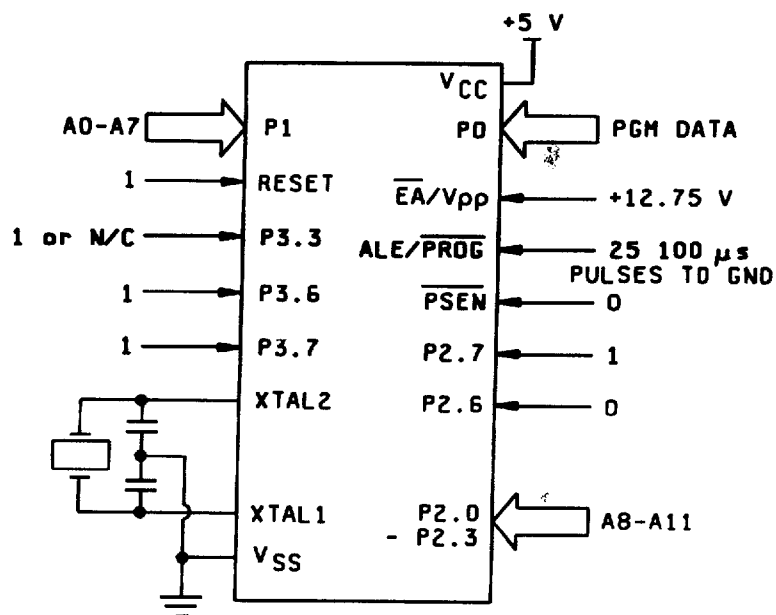 +5 V
VCC
A0-A7
P1
P0
PGM DATA
1
RESET
EA/Vpp
+12.75 V
1 or N/C
P3.3
ALE/PROG
25 100 μs
PULSES TO GND
1
P3.6
PSEN
0
1
P3.7
P2.7
1
XTAL2
P2.6
0
XTAL1
P2.0
- P2.3
A8-A11
VSS